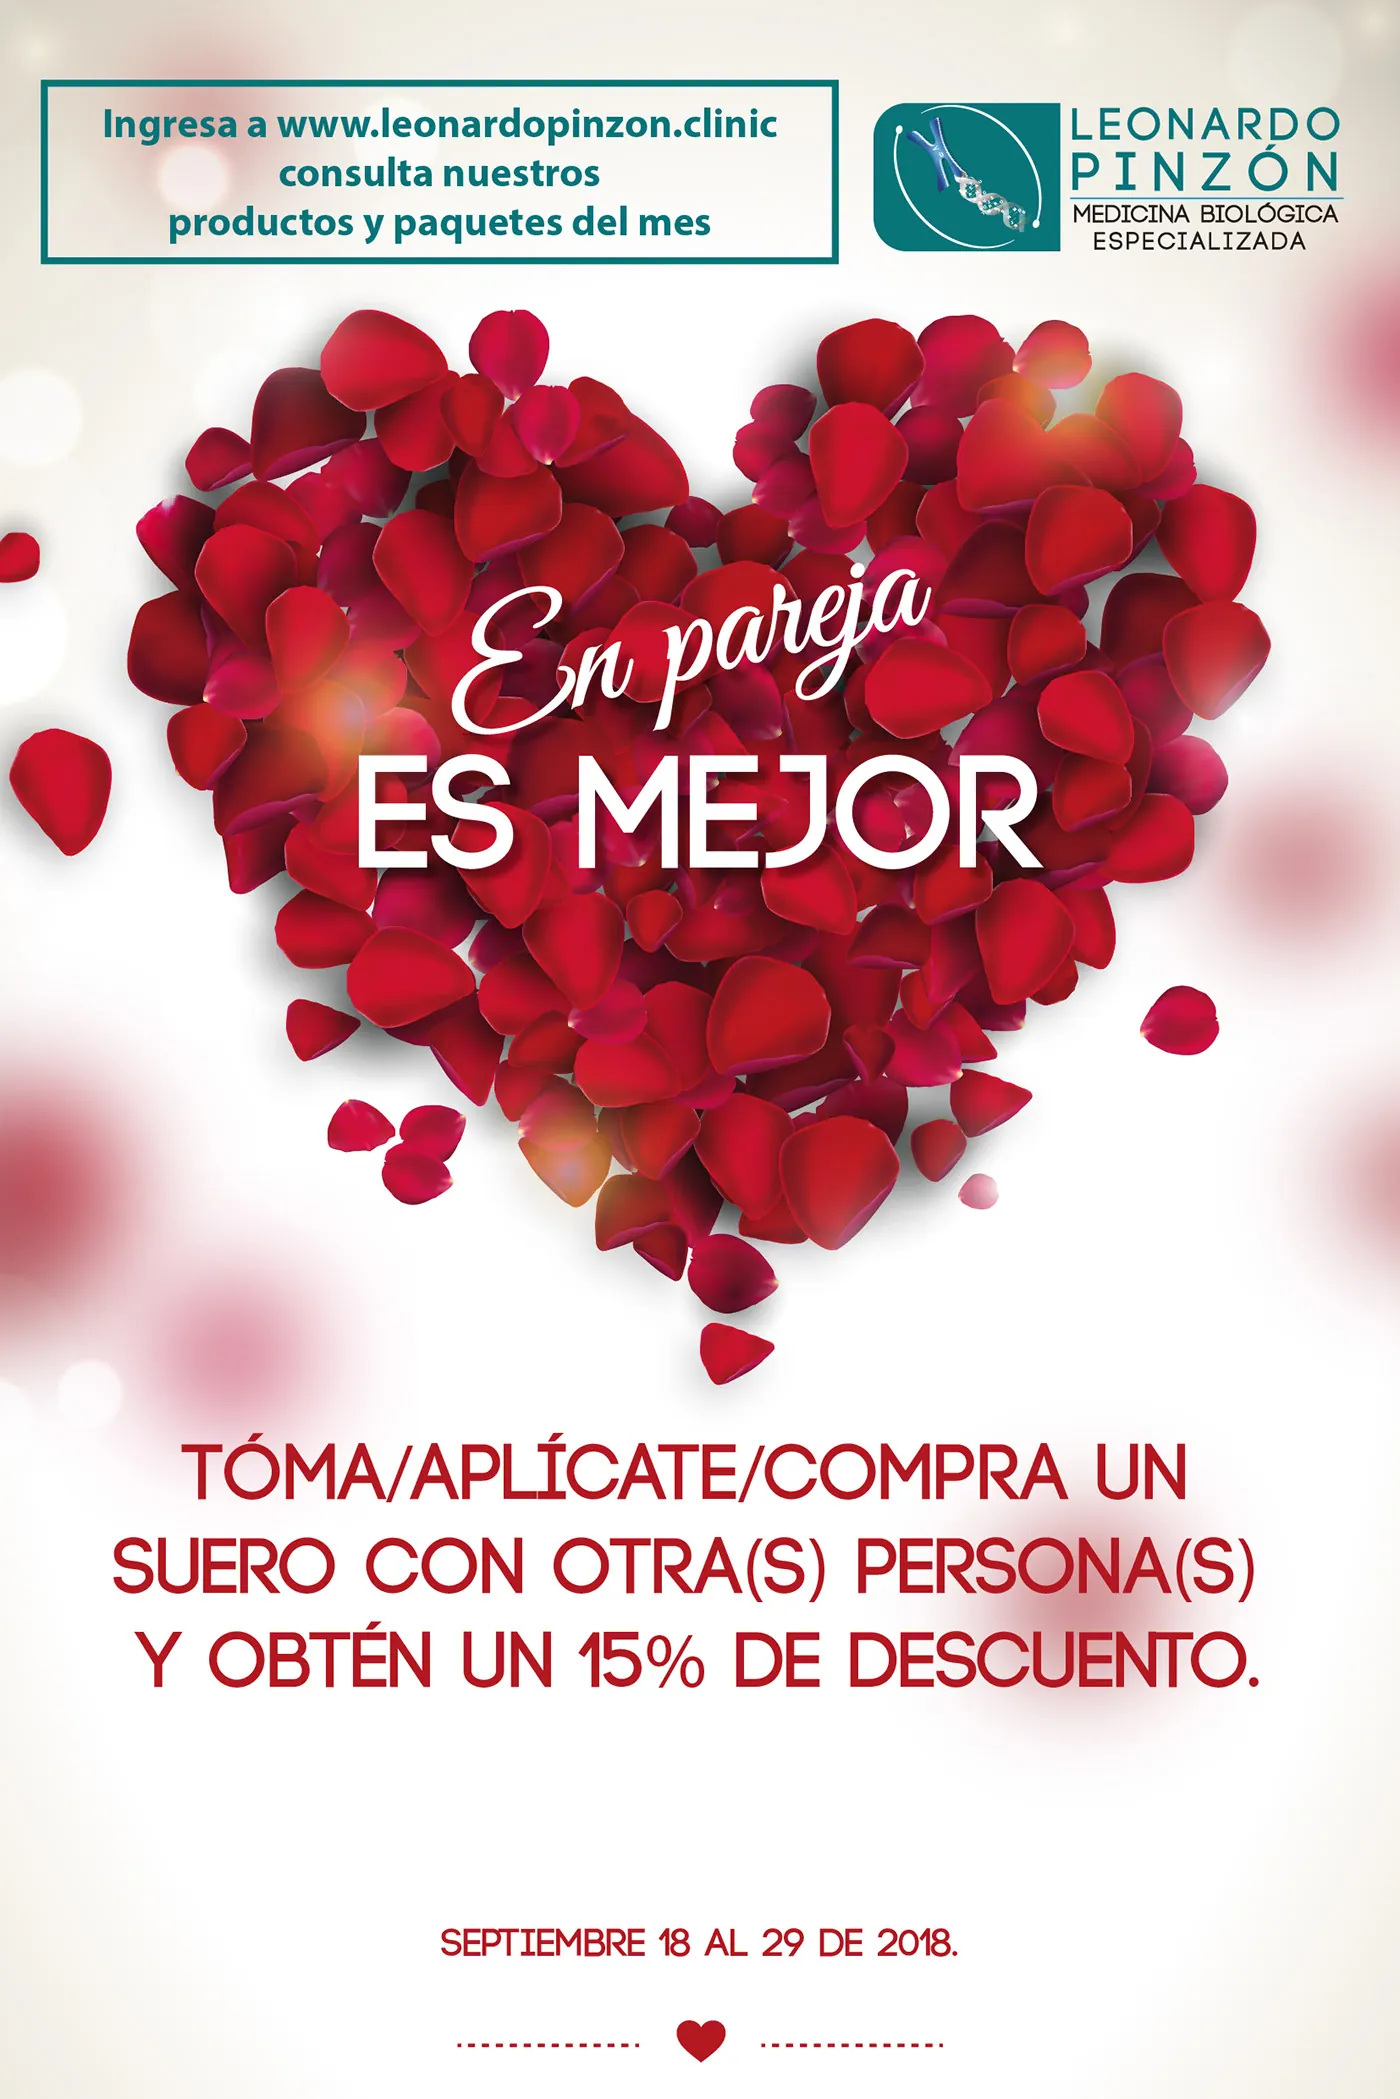 Ingresa a www.leonardopinzon.clinic
consulta nuestros
productos y paquetes del mes
LEONARDO
PINZÓN
MEDICINA BIOLÓGICA
ESPECIALIZADA
En pareja
ES MEJOR
TÓMA/APLÍCATE/COMPRA UN
SUERO CON OTRA(S) PERSONA(S)
Y OBTÉN UN 15% DE DESCUENTO.
SEPTIEMBRE 18 AL 29 DE 2018.